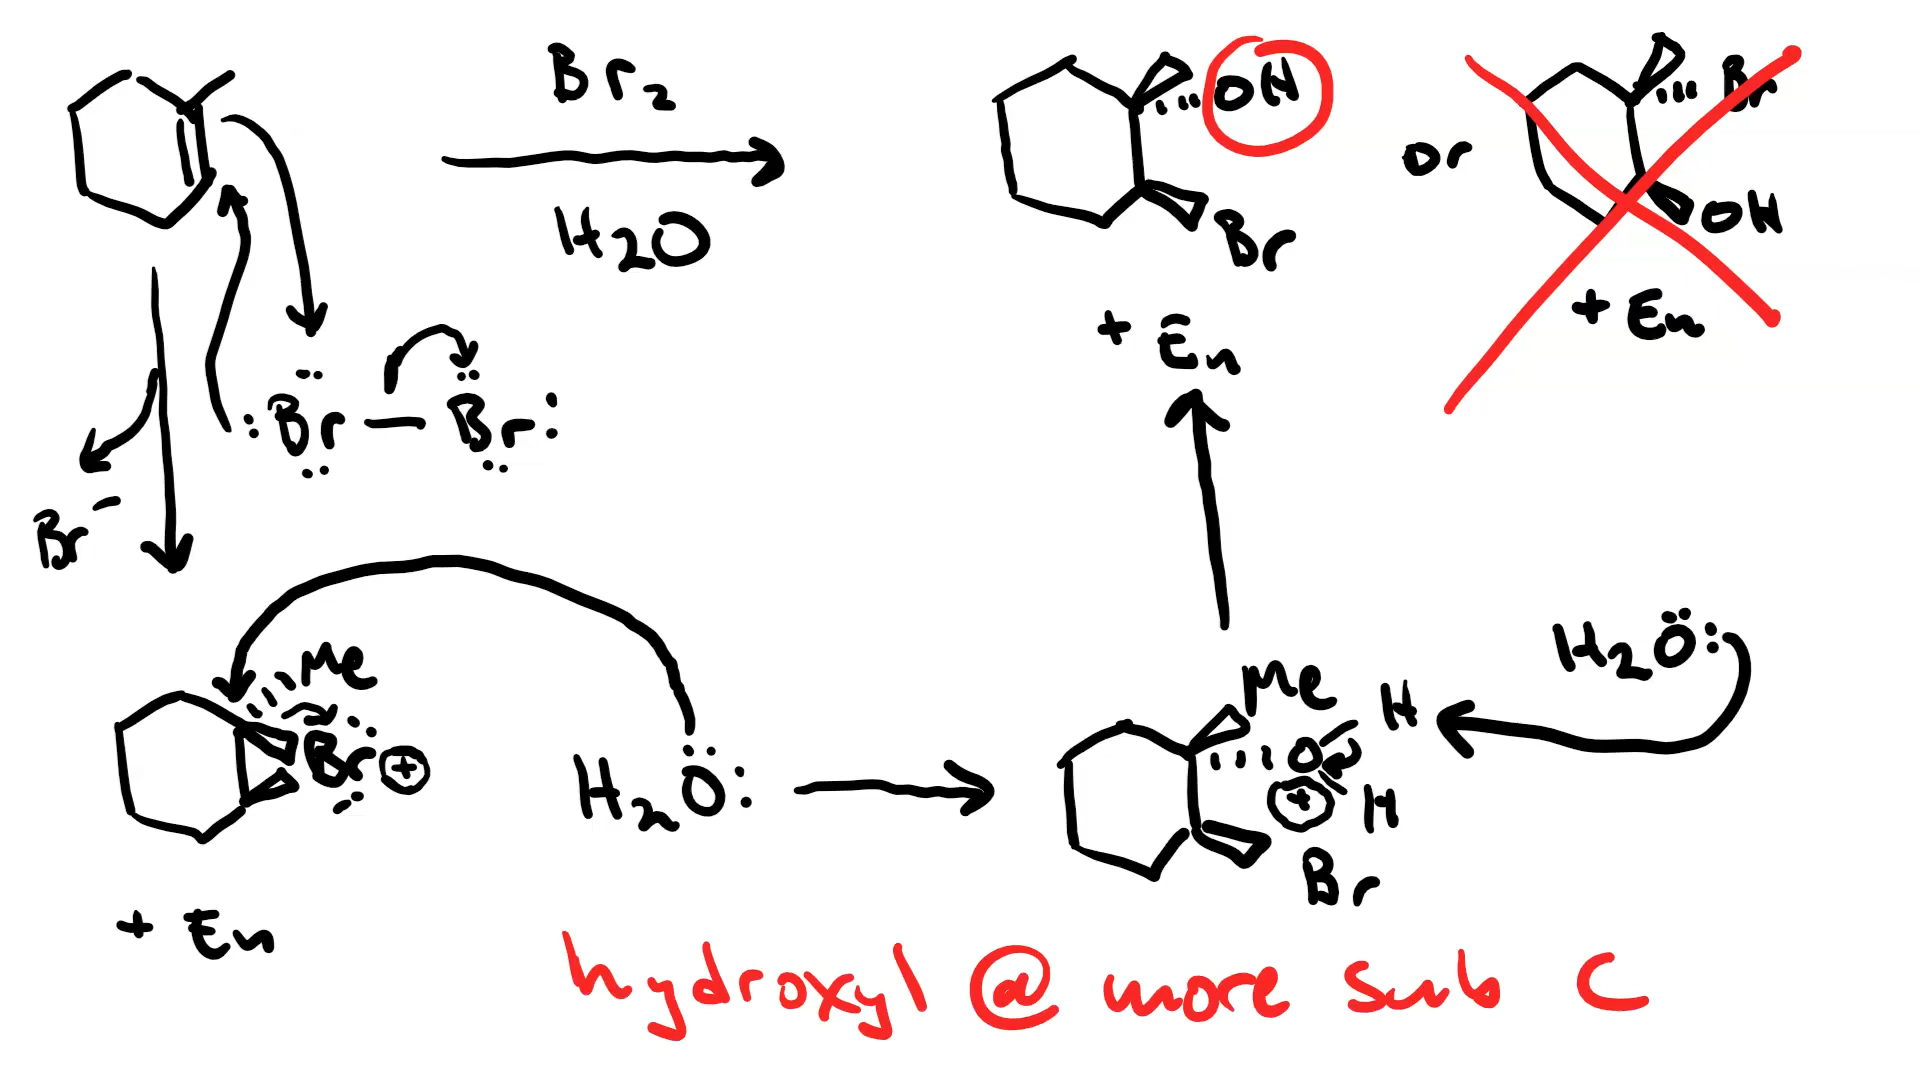 Br₂
H₂O
OH
Br
+ En
or
Br
OH
+ En
:Br — Br:
Br⁻
Me
Br ⊕
+ En
H₂O:
Me
O
H
⊕
H
Br
H₂O:
hydroxyl @ more sub C